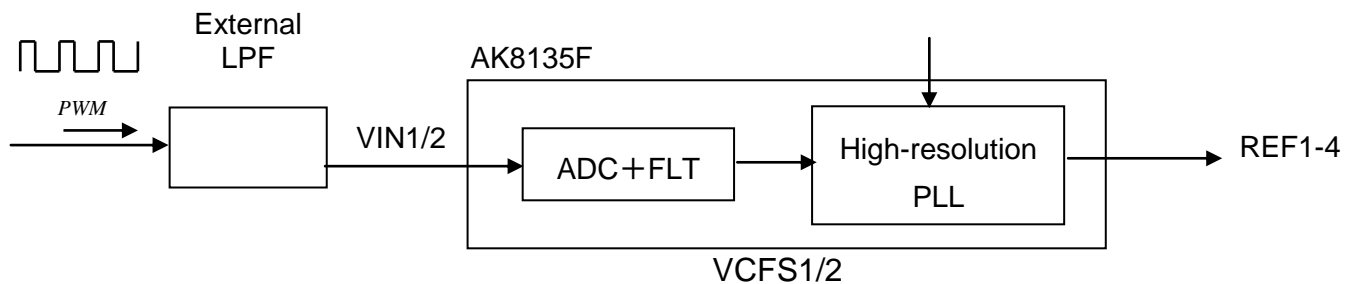 External
LPF
AK8135F
PWM
VIN1/2
ADC＋FLT
High-resolution
PLL
REF1-4
VCFS1/2